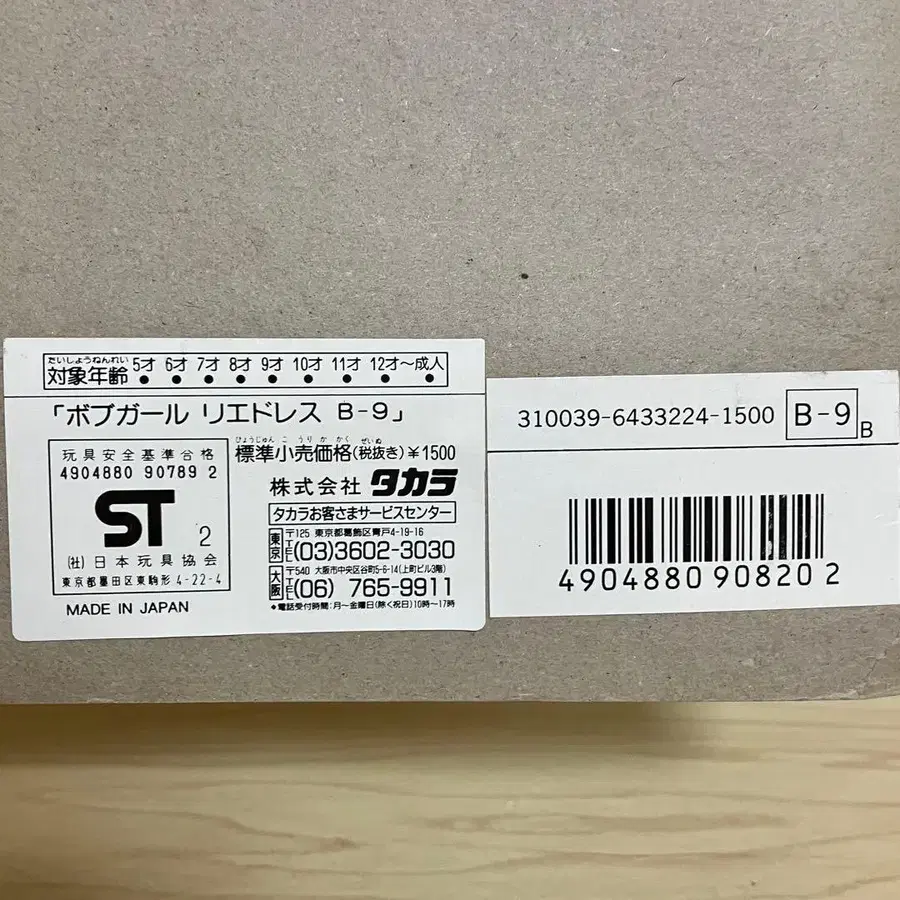 たいしょうねんれい
対象年齢 5才 6才 7才 8才 9才 10才 11才 12才〜成人
「ボブガール リエドレス B-9」
玩具安全基準合格
4904880 90789 2
ST 2
(社)日本玩具協会
東京都墨田区東駒形4-22-4
MADE IN JAPAN
ひょうじゅん こ うり か かく ぜいぬ
標準小売価格(税抜き)¥1500
株式会社 タカラ
タカラお客さまサービスセンター
東京 〒125 東京都葛飾区青戸4-19-16
TEL (03)3602-3030
大阪 〒540 大阪市中央区谷町5-6-14(上町ビル3階)
TEL (06) 765-9911
*電話受付時間:月〜金曜日(除く祝日)10時〜17時
310039-6433224-1500 B-9 B
4904880 90820 2